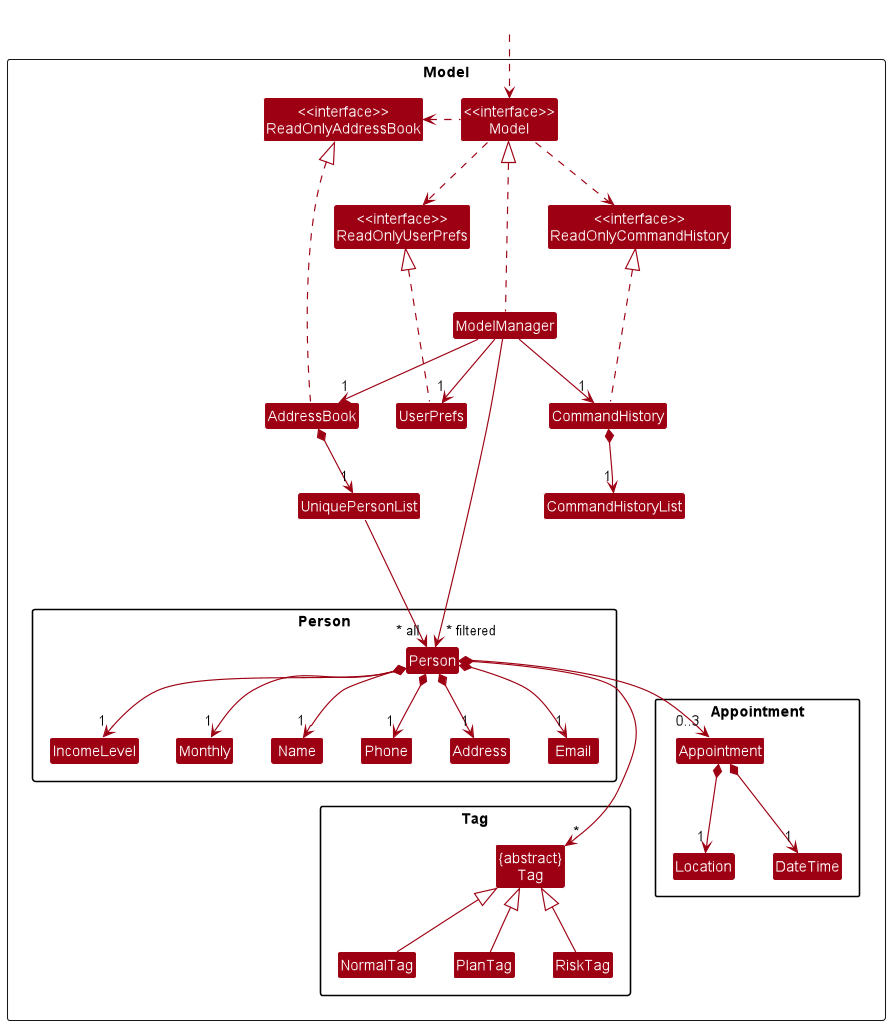 Model
<<interface>>
ReadOnlyAddressBook
<<interface>>
Model
<<interface>>
ReadOnlyUserPrefs
<<interface>>
ReadOnlyCommandHistory
ModelManager
1
1
1
AddressBook
UserPrefs
CommandHistory
1
1
UniquePersonList
CommandHistoryList
Person
* all
* filtered
Person
Appointment
1
1
1
1
1
1
0..3
IncomeLevel
Monthly
Name
Phone
Address
Email
Appointment
Tag
*
1
1
{abstract}
Tag
Location
DateTime
NormalTag
PlanTag
RiskTag